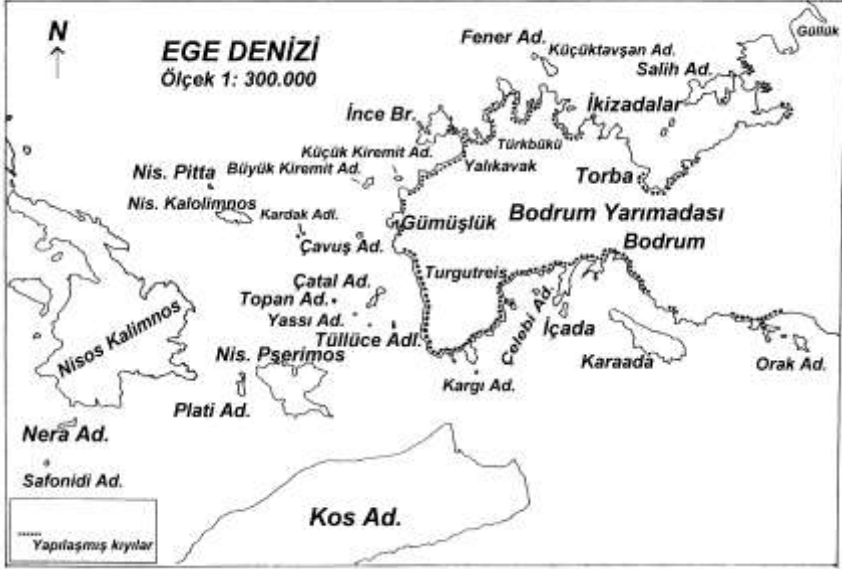 N
EGE DENİZİ
Ölçek 1: 300.000
Fener Ad.
Küçüktavşan Ad.
Güllük
Salih Ad.
İnce Br.
İkizadalar
Türkbükü
Küçük Kiremit Ad.
Yalıkavak
Büyük Kiremit Ad.
Nis. Pitta
Torba
Nis. Kalolimnos
Kardak Adl.
Gümüşlük
Bodrum Yarımadası
Çavuş Ad.
Bodrum
Çatal Ad.
Turgutreis
Topan Ad.
Yassı Ad.
Çelebi Ad.
Nisos Kalimnos
Tüllüce Adl.
İçada
Nis. Pserimos
Karaada
Orak Ad.
Kargı Ad.
Plati Ad.
Nera Ad.
Safonidi Ad.
Kos Ad.
Yapılaşmış kıyılar